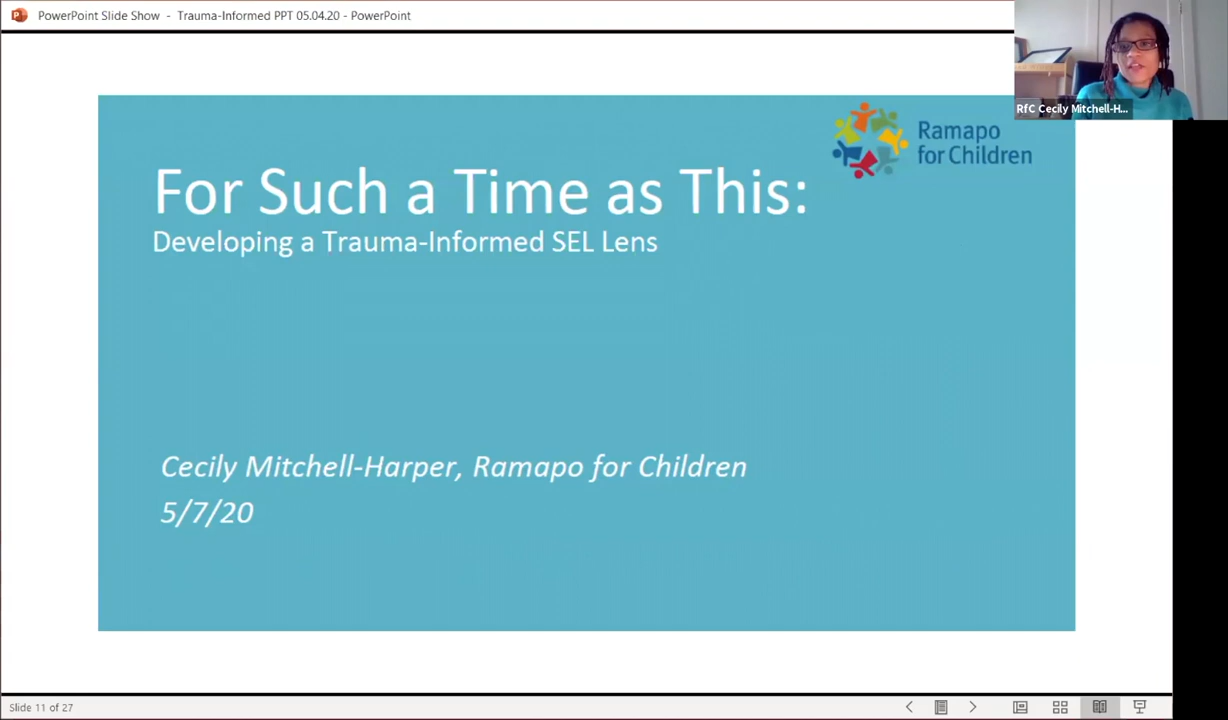 PowerPoint Slide Show - Trauma-Informed PPT 05.04.20 - PowerPoint
RfC Cecily Mitchell-H...
Ramapo
for Children
For Such a Time as This:
Developing a Trauma-Informed SEL Lens
Cecily Mitchell-Harper, Ramapo for Children
5/7/20
Slide 11 of 27